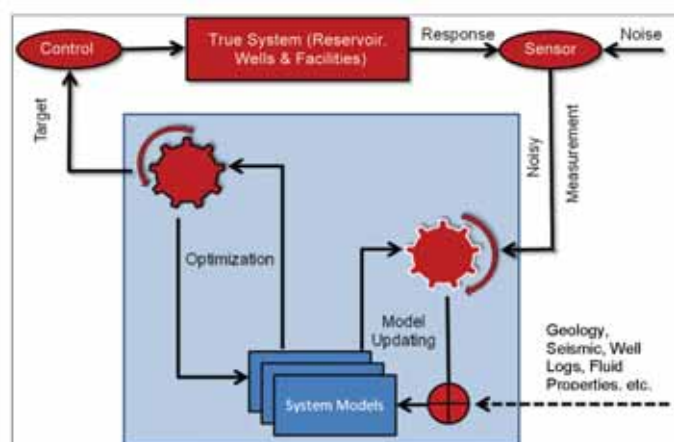 Control
True System (Reservoir.
Wells & Facilities)
Response
Sensor
Noise
Target
Noisy
Measurement
Optimization
Model
Updating
Geology,
Seismic, Well
Logs, Fluid
Properties. etc.
System Models